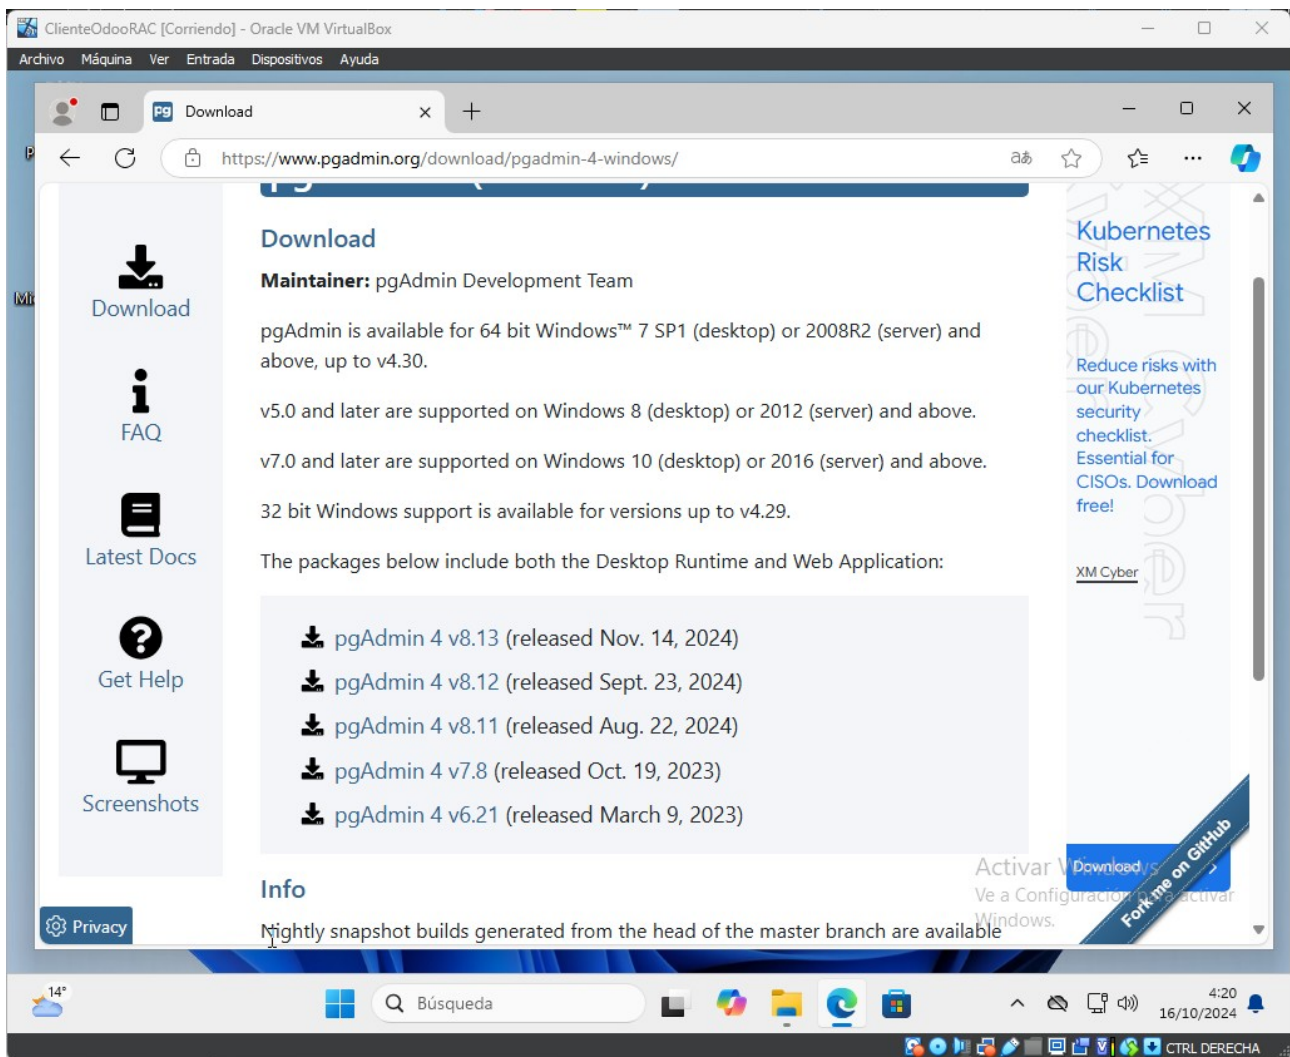 ClienteOdooRAC [Corriendo] - Oracle VM VirtualBox
Archivo Máquina Ver Entrada Dispositivos Ayuda
Download
https://www.pgadmin.org/download/pgadmin-4-windows/
Download
FAQ
Latest Docs
Get Help
Screenshots
Privacy
Download
Maintainer: pgAdmin Development Team
pgAdmin is available for 64 bit Windows™ 7 SP1 (desktop) or 2008R2 (server) and
above, up to v4.30.
v5.0 and later are supported on Windows 8 (desktop) or 2012 (server) and above.
v7.0 and later are supported on Windows 10 (desktop) or 2016 (server) and above.
32 bit Windows support is available for versions up to v4.29.
The packages below include both the Desktop Runtime and Web Application:
pgAdmin 4 v8.13 (released Nov. 14, 2024)
pgAdmin 4 v8.12 (released Sept. 23, 2024)
pgAdmin 4 v8.11 (released Aug. 22, 2024)
pgAdmin 4 v7.8 (released Oct. 19, 2023)
pgAdmin 4 v6.21 (released March 9, 2023)
Info
Nightly snapshot builds generated from the head of the master branch are available
Kubernetes
Risk
Checklist
Reduce risks with
our Kubernetes
security
checklist.
Essential for
CISOs. Download
free!
XM Cyber
Download
Fork me on GitHub
Activar Windows
Ve a Configuración para activar
Windows.
14°
Búsqueda
4:20
16/10/2024
CTRL DERECHA